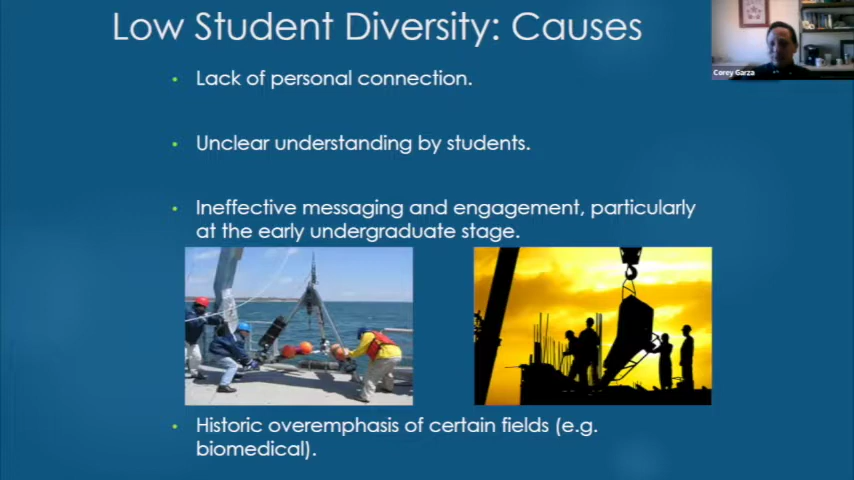 Low Student Diversity: Causes
Corey Garza
• Lack of personal connection.
• Unclear understanding by students.
• Ineffective messaging and engagement, particularly
at the early undergraduate stage.
• Historic overemphasis of certain fields (e.g.
biomedical).